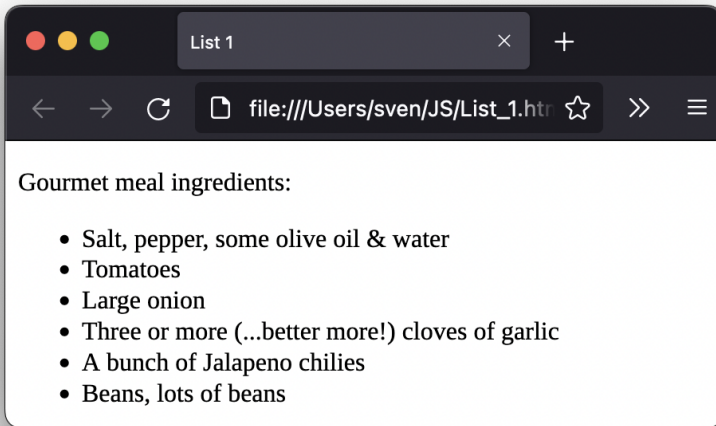 List 1
file:///Users/sven/JS/List_1.htm
Gourmet meal ingredients:
Salt, pepper, some olive oil & water
Tomatoes
Large onion
Three or more (...better more!) cloves of garlic
A bunch of Jalapeno chilies
Beans, lots of beans